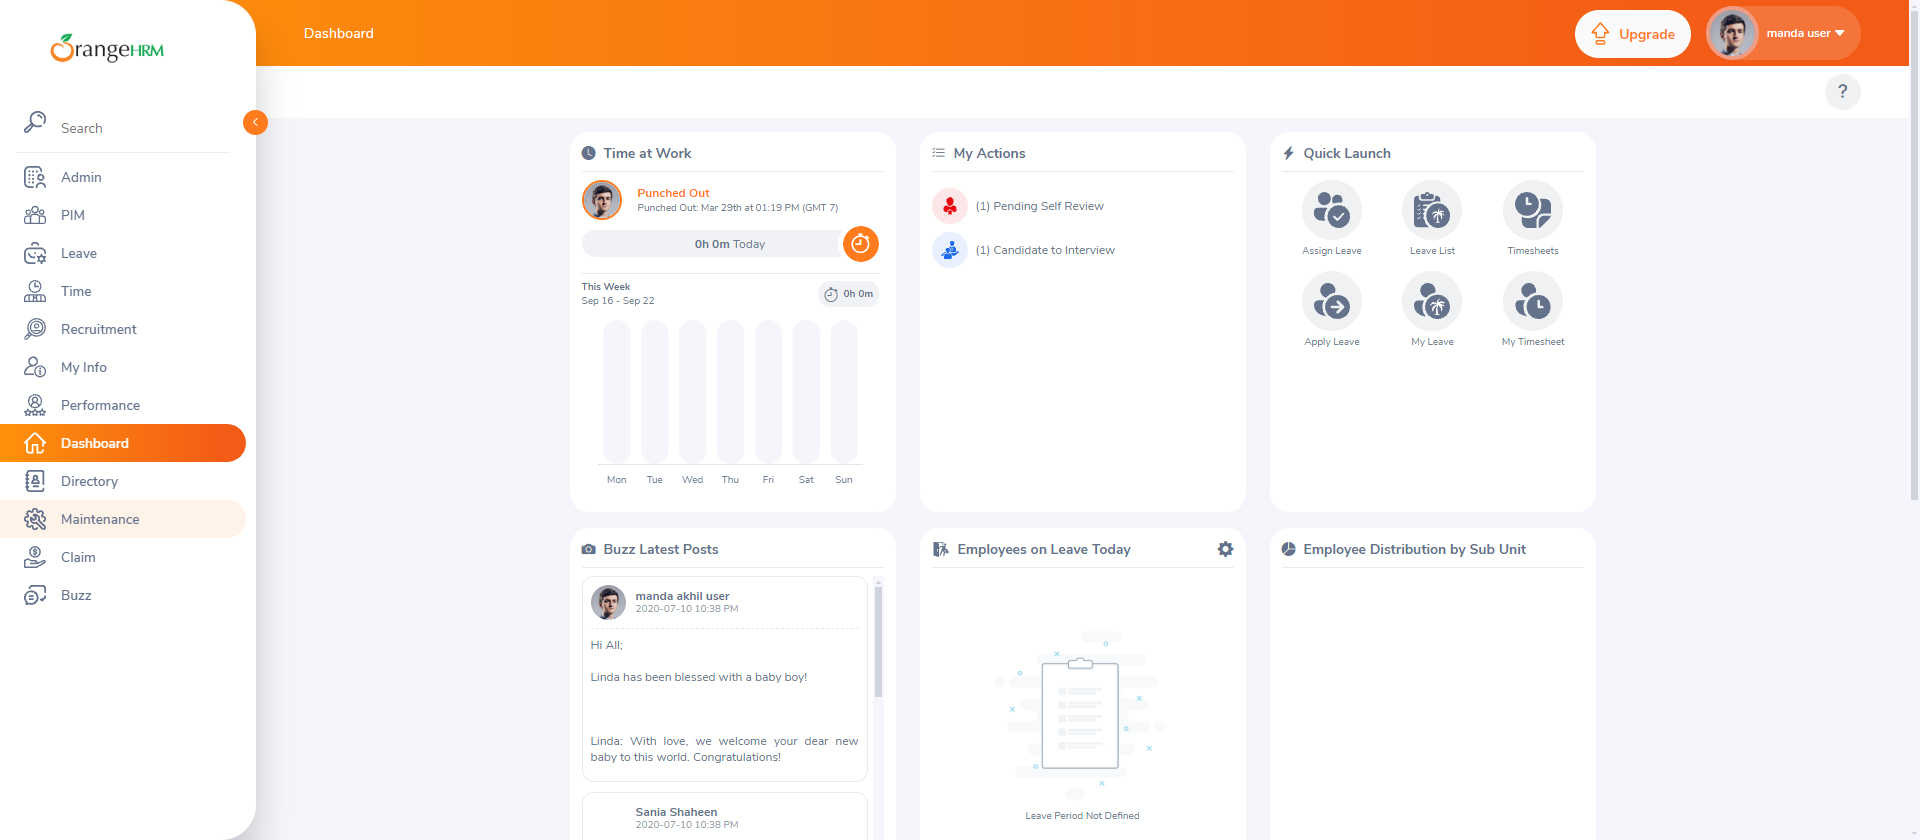 OrangeHRM
Search
Admin
PIM
Leave
Time
Recruitment
My Info
Performance
Dashboard
Directory
Maintenance
Claim
Buzz
Dashboard
Upgrade
manda user
?
Time at Work
Punched Out
Punched Out: Mar 29th at 01:19 PM (GMT 7)
0h 0m Today
This Week
Sep 16 - Sep 22
0h 0m
Mon Tue Wed Thu Fri Sat Sun
My Actions
(1) Pending Self Review
(1) Candidate to Interview
Quick Launch
Assign Leave
Leave List
Timesheets
Apply Leave
My Leave
My Timesheet
Buzz Latest Posts
manda akhil user
2020-07-10 10:38 PM
Hi All;
Linda has been blessed with a baby boy!
Linda: With love, we welcome your dear new
baby to this world. Congratulations!
Sania Shaheen
2020-07-10 10:38 PM
Employees on Leave Today
Leave Period Not Defined
Employee Distribution by Sub Unit